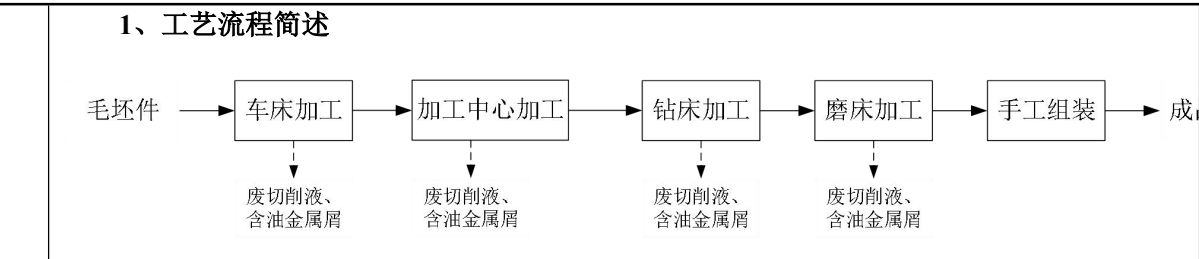 1、工艺流程简述
毛坯件
车床加工
加工中心加工
钻床加工
磨床加工
手工组装
成
废切削液、
含油金属屑
废切削液、
含油金属屑
废切削液、
含油金属屑
废切削液、
含油金属屑